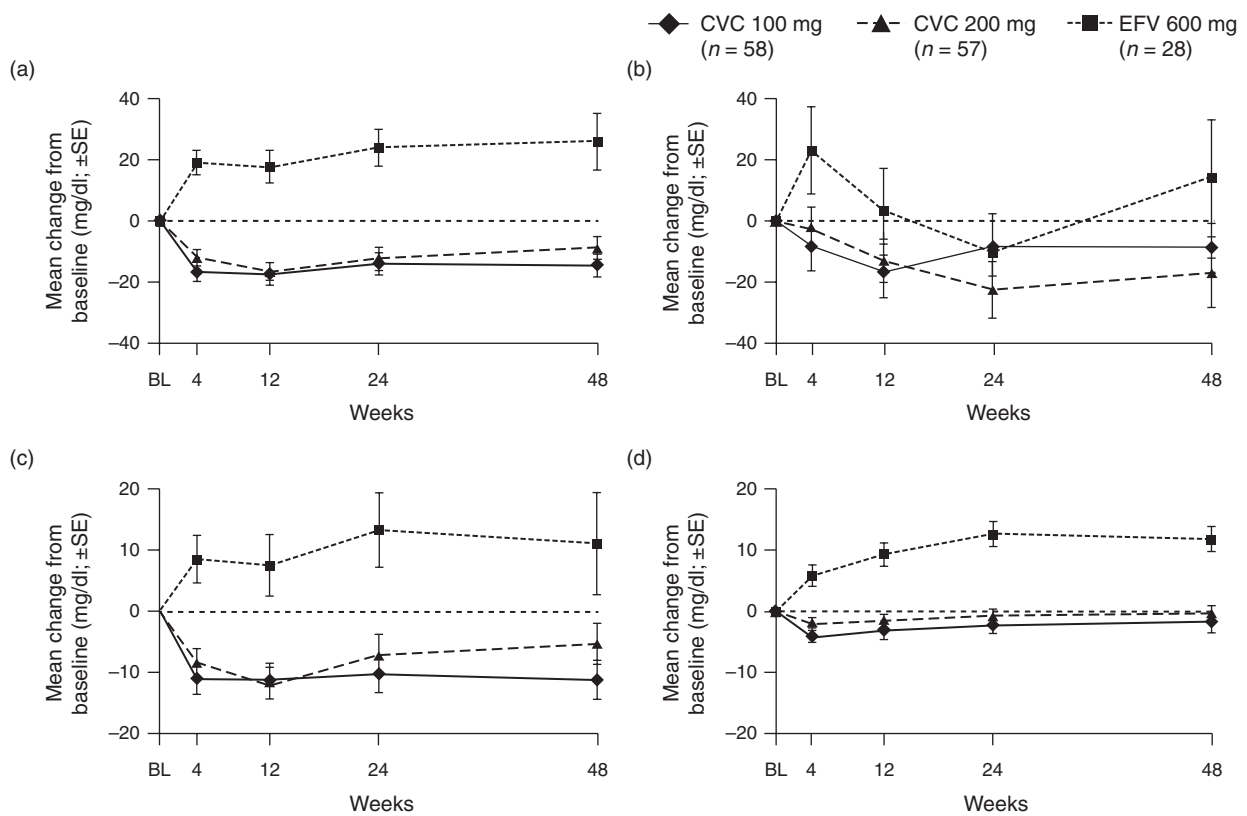 CVC 100 mg
(n = 58)
CVC 200 mg
(n = 57)
EFV 600 mg
(n = 28)
(a)
Mean change from
baseline (mg/dl; ±SE)
40
20
0
–20
–40
BL 4 12 24 48
Weeks
(b)
Mean change from
baseline (mg/dl; ±SE)
40
20
0
–20
–40
BL 4 12 24 48
Weeks
(c)
Mean change from
baseline (mg/dl; ±SE)
20
10
0
–10
–20
BL 4 12 24 48
Weeks
(d)
Mean change from
baseline (mg/dl; ±SE)
20
10
0
–10
–20
BL 4 12 24 48
Weeks